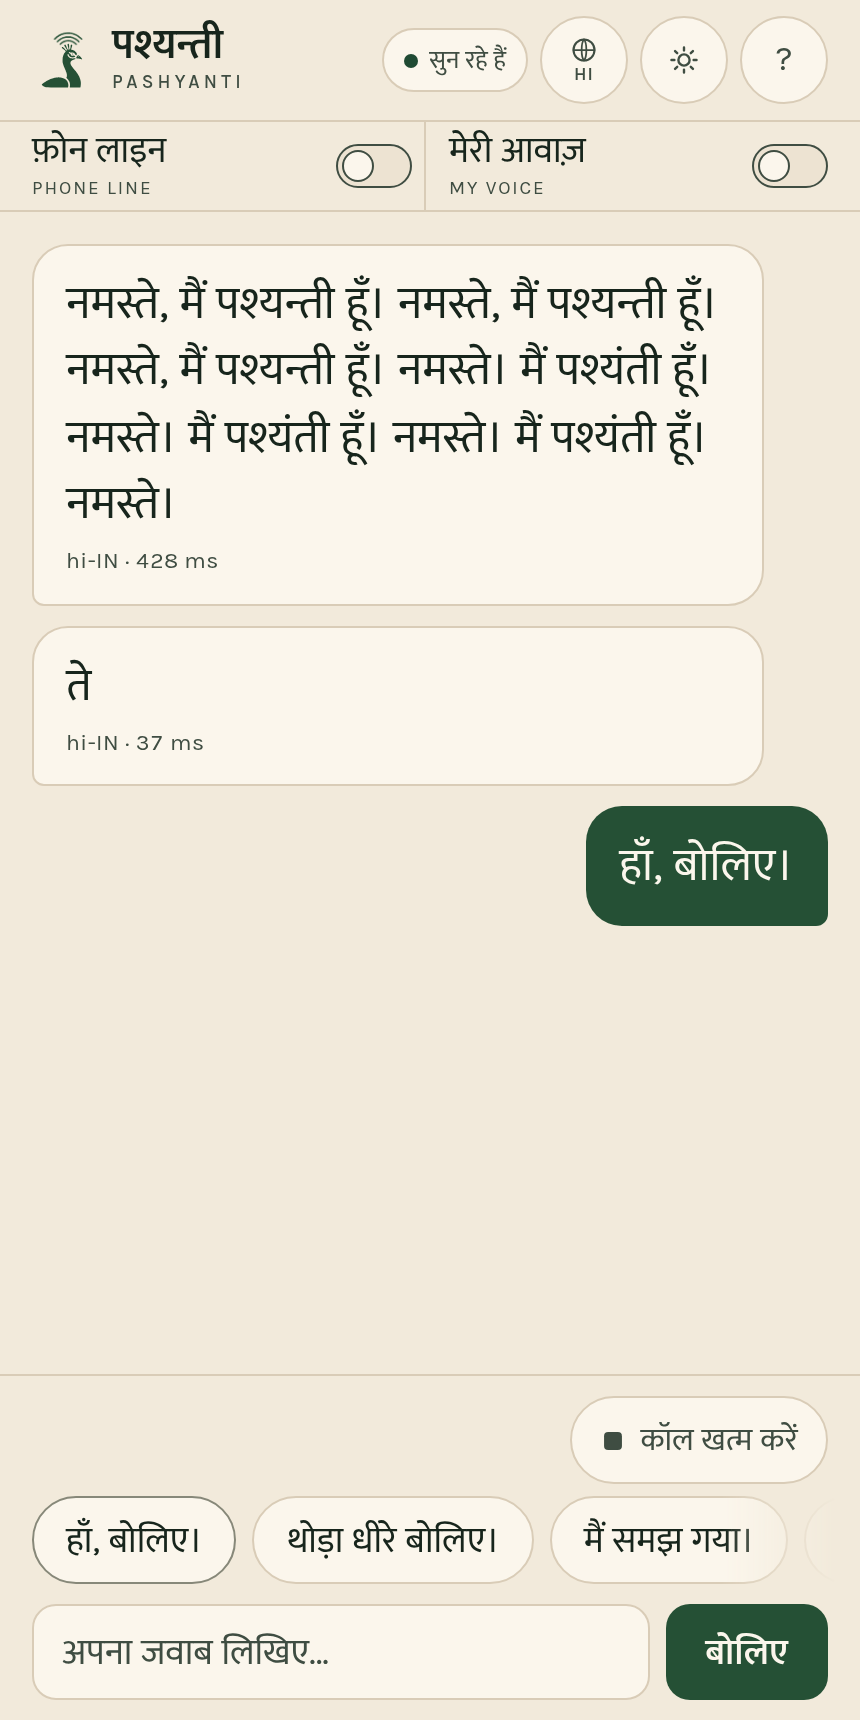 पश्यन्ती
PASHYANTI
सुन रहे हैं
HI
?
फ़ोन लाइन
PHONE LINE
मेरी आवाज़
MY VOICE
नमस्ते, मैं पश्यन्ती हूँ। नमस्ते, मैं पश्यन्ती हूँ।
नमस्ते, मैं पश्यन्ती हूँ। नमस्ते। मैं पश्यंती हूँ।
नमस्ते। मैं पश्यंती हूँ। नमस्ते। मैं पश्यंती हूँ।
नमस्ते।
hi-IN · 428 ms
ते
hi-IN · 37 ms
हाँ, बोलिए।
कॉल खत्म करें
हाँ, बोलिए।
थोड़ा धीरे बोलिए।
मैं समझ गया।
अपना जवाब लिखिए…
बोलिए